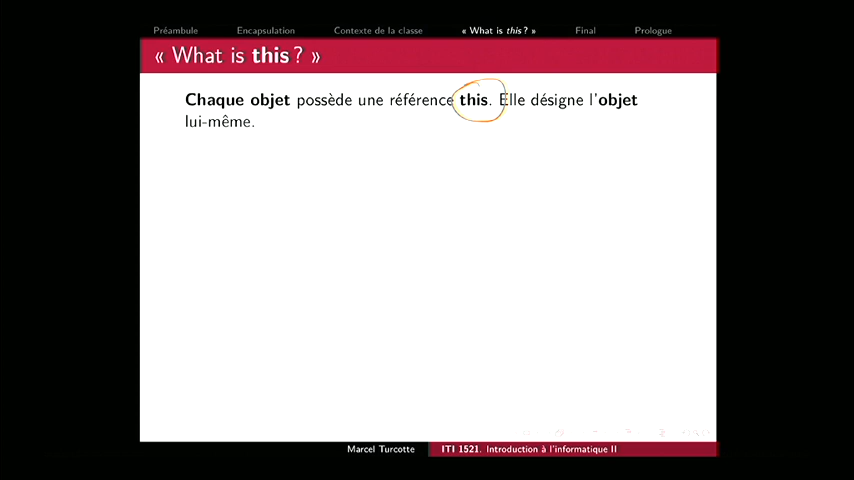 Préambule Encapsulation Contexte de la classe « What is this ? » Final Prologue
« What is this ? »
Chaque objet possède une référence this. Elle désigne l'objet
lui-même.
Marcel Turcotte ITI 1521. Introduction à l'informatique II